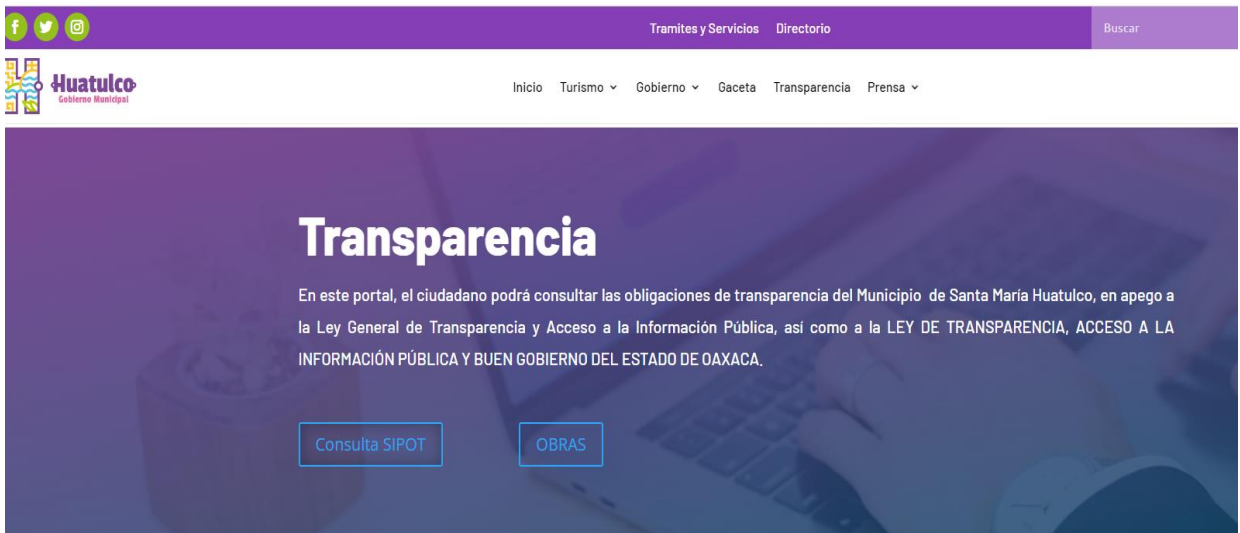 Tramites y Servicios Directorio Buscar
Huatulco
Gobierno Municipal
Inicio Turismo Gobierno Gaceta Transparencia Prensa
Transparencia
En este portal, el ciudadano podrá consultar las obligaciones de transparencia del Municipio de Santa María Huatulco, en apego a
la Ley General de Transparencia y Acceso a la Información Pública, así como a la LEY DE TRANSPARENCIA, ACCESO A LA
INFORMACIÓN PÚBLICA Y BUEN GOBIERNO DEL ESTADO DE OAXACA.
Consulta SIPOT OBRAS